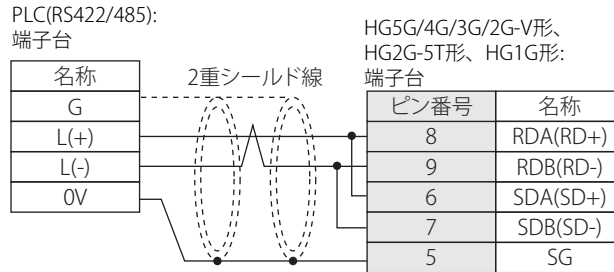 PLC(RS422/485):
端子台
名称
G
L(+)
L(-)
0V
2重シールド線
HG5G/4G/3G/2G-V形、
HG2G-5T形、HG1G形:
端子台
ピン番号 名称
8 RDA(RD+)
9 RDB(RD-)
6 SDA(SD+)
7 SDB(SD-)
5 SG